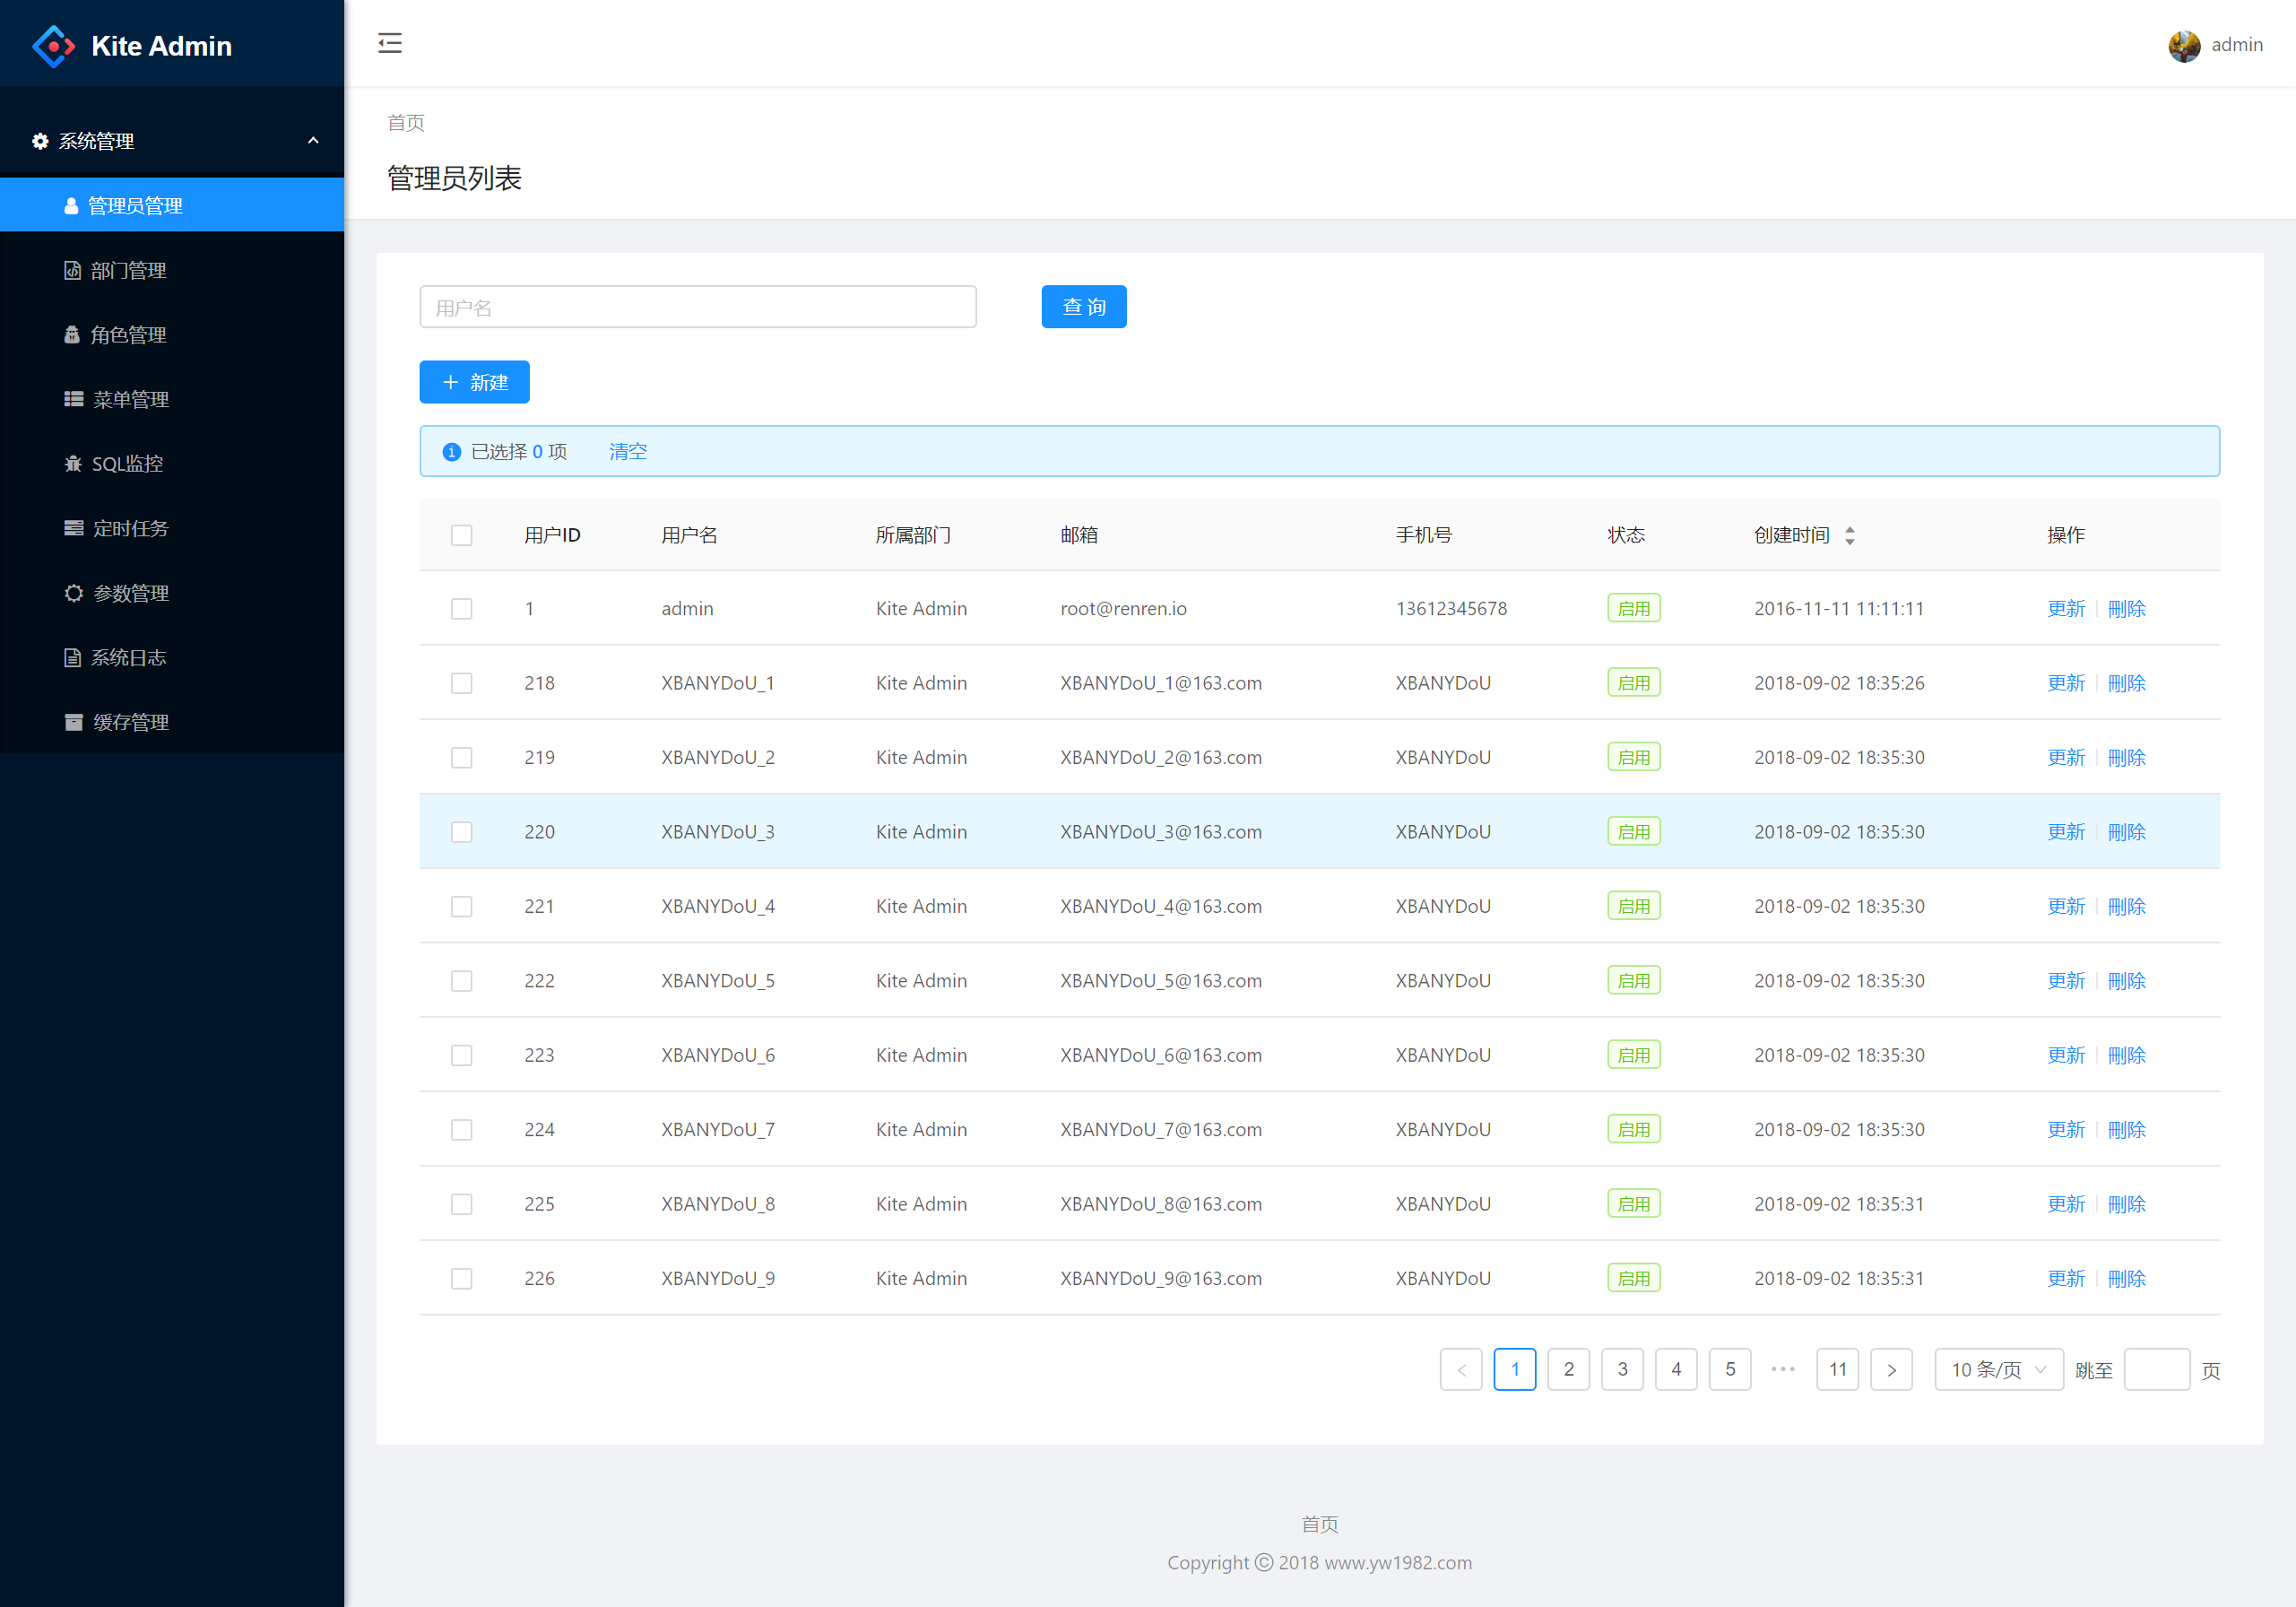 Kite Admin
admin
系统管理
管理员管理
部门管理
角色管理
菜单管理
SQL监控
定时任务
参数管理
系统日志
缓存管理
首页
管理员列表
用户名
查 询
新建
已选择 0 项 清空
用户ID 用户名 所属部门 邮箱 手机号 状态 创建时间 操作
1 admin Kite Admin root@renren.io 13612345678 启用 2016-11-11 11:11:11 更新 刪除
218 XBANYDoU_1 Kite Admin XBANYDoU_1@163.com XBANYDoU 启用 2018-09-02 18:35:26 更新 刪除
219 XBANYDoU_2 Kite Admin XBANYDoU_2@163.com XBANYDoU 启用 2018-09-02 18:35:30 更新 刪除
220 XBANYDoU_3 Kite Admin XBANYDoU_3@163.com XBANYDoU 启用 2018-09-02 18:35:30 更新 刪除
221 XBANYDoU_4 Kite Admin XBANYDoU_4@163.com XBANYDoU 启用 2018-09-02 18:35:30 更新 刪除
222 XBANYDoU_5 Kite Admin XBANYDoU_5@163.com XBANYDoU 启用 2018-09-02 18:35:30 更新 刪除
223 XBANYDoU_6 Kite Admin XBANYDoU_6@163.com XBANYDoU 启用 2018-09-02 18:35:30 更新 刪除
224 XBANYDoU_7 Kite Admin XBANYDoU_7@163.com XBANYDoU 启用 2018-09-02 18:35:30 更新 刪除
225 XBANYDoU_8 Kite Admin XBANYDoU_8@163.com XBANYDoU 启用 2018-09-02 18:35:31 更新 刪除
226 XBANYDoU_9 Kite Admin XBANYDoU_9@163.com XBANYDoU 启用 2018-09-02 18:35:31 更新 刪除
< 1 2 3 4 5 ••• 11 > 10 条/页 跳至 页
首页
Copyright © 2018 www.yw1982.com